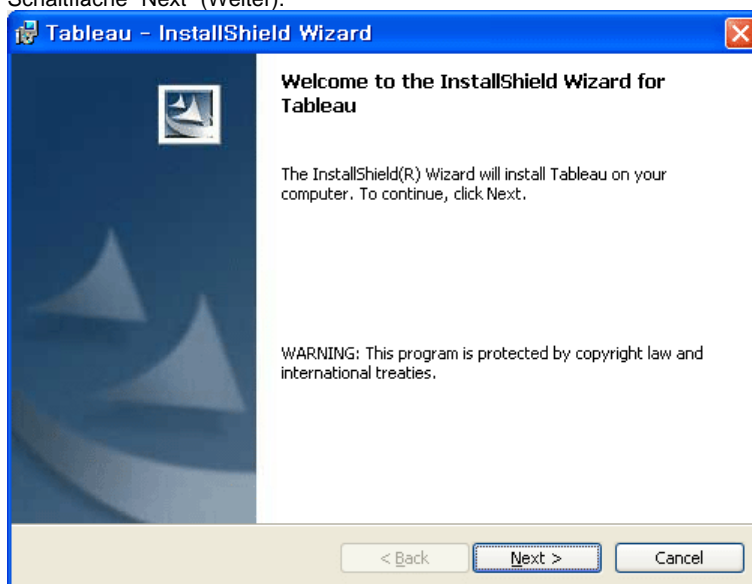 Schaltfläche "Next" (Weiter).
Tableau - InstallShield Wizard
Welcome to the InstallShield Wizard for
Tableau
The InstallShield(R) Wizard will install Tableau on your
computer. To continue, click Next.
WARNING: This program is protected by copyright law and
international treaties.
< Back
Next >
Cancel